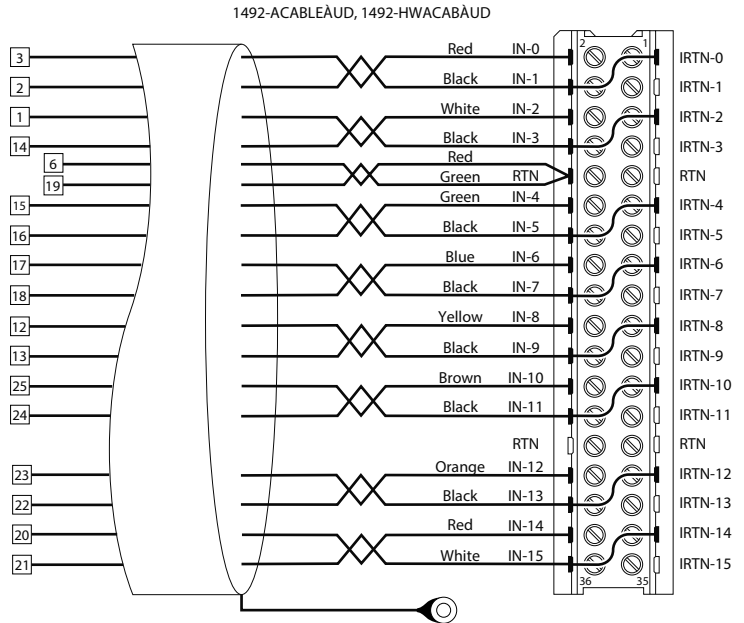 1492-ACABLEÀUD, 1492-HWACABÀUD
2 1
3 Red IN-0 IRTN-0
2 Black IN-1 IRTN-1
1 White IN-2 IRTN-2
14 Black IN-3 IRTN-3
6 Red
19 Green RTN RTN
15 Green IN-4 IRTN-4
16 Black IN-5 IRTN-5
17 Blue IN-6 IRTN-6
18 Black IN-7 IRTN-7
12 Yellow IN-8 IRTN-8
13 Black IN-9 IRTN-9
25 Brown IN-10 IRTN-10
24 Black IN-11 IRTN-11
RTN RTN
23 Orange IN-12 IRTN-12
22 Black IN-13 IRTN-13
20 Red IN-14 IRTN-14
21 White IN-15 IRTN-15
36 35